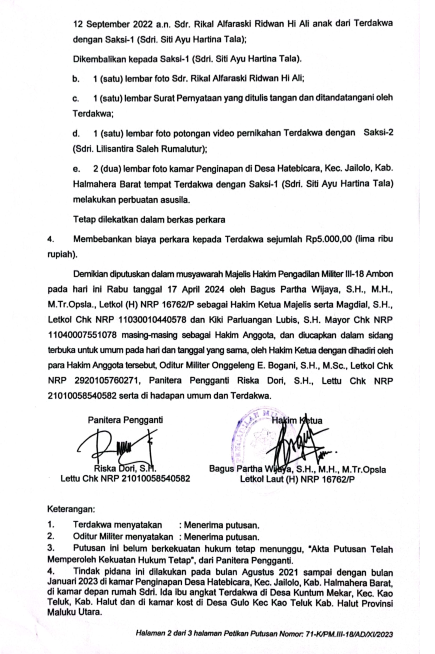 12 September 2022 a.n. Sdr. Rikal Alfaraski Ridwan Hi Ali anak dari Terdakwa
dengan Saksi-1 (Sdri. Siti Ayu Hartina Tala);
Dikembalikan kepada Saksi-1 (Sdri. Siti Ayu Hartina Tala).
b. 1 (satu) lembar foto Sdr. Rikal Alfaraski Ridwan Hi Ali;
c. 1 (satu) lembar Surat Pernyataan yang ditulis tangan dan ditandatangani oleh
Terdakwa;
d. 1 (satu) lembar foto potongan video pernikahan Terdakwa dengan Saksi-2
(Sdri. Lilisantira Saleh Rumalutur);
e. 2 (dua) lembar foto kamar Penginapan di Desa Hatebicara, Kec. Jailolo, Kab.
Halmahera Barat tempat Terdakwa dengan Saksi-1 (Sdri. Siti Ayu Hartina Tala)
melakukan perbuatan asusila.
Tetap dilekatkan dalam berkas perkara
4. Membebankan biaya perkara kepada Terdakwa sejumlah Rp5.000,00 (lima ribu
rupiah).
Demikian diputuskan dalam musyawarah Majelis Hakim Pengadilan Militer III-18 Ambon
pada hari ini Rabu tanggal 17 April 2024 oleh Bagus Partha Wijaya, S.H., M.H.,
M.Tr.Opsla., Letkol (H) NRP 16762/P sebagai Hakim Ketua Majelis serta Magdial, S.H.,
Letkol Chk NRP 11030010440578 dan Kiki Parluangan Lubis, S.H. Mayor Chk NRP
11040007551078 masing-masing sebagai Hakim Anggota, dan diucapkan dalam sidang
terbuka untuk umum pada hari dan tanggal yang sama, oleh Hakim Ketua dengan dihadiri oleh
para Hakim Anggota tersebut, Oditur Militer Onggeleng E. Bogani, S.H., M.Sc., Letkol Chk
NRP 2920105760271, Panitera Pengganti Riska Dori, S.H., Lettu Chk NRP
21010058540582 serta di hadapan umum dan Terdakwa.
Panitera Pengganti Hakim Ketua
Riska Dori, S.H. Bagus Partha Wijaya, S.H., M.H., M.Tr.Opsla
Lettu Chk NRP 21010058540582 Letkol Laut (H) NRP 16762/P
Keterangan:
1. Terdakwa menyatakan : Menerima putusan.
2. Oditur Militer menyatakan : Menerima putusan.
3. Putusan ini belum berkekuatan hukum tetap menunggu, "Akta Putusan Telah
Memperoleh Kekuatan Hukum Tetap", dari Panitera Pengganti.
4. Tindak pidana ini dilakukan pada bulan Agustus 2021 sampai dengan bulan
Januari 2023 di kamar Penginapan Desa Hatebicara, Kec. Jailolo, Kab. Halmahera Barat,
di kamar depan rumah Sdri. Ida ibu angkat Terdakwa di Desa Kuntum Mekar, Kec. Kao
Teluk, Kab. Halut dan di kamar kost di Desa Gulo Kec Kao Teluk Kab. Halut Provinsi
Maluku Utara.
Halaman 2 dari 3 halaman Petikan Putusan Nomor: 71-K/PM.III-18/AD/XI/2023